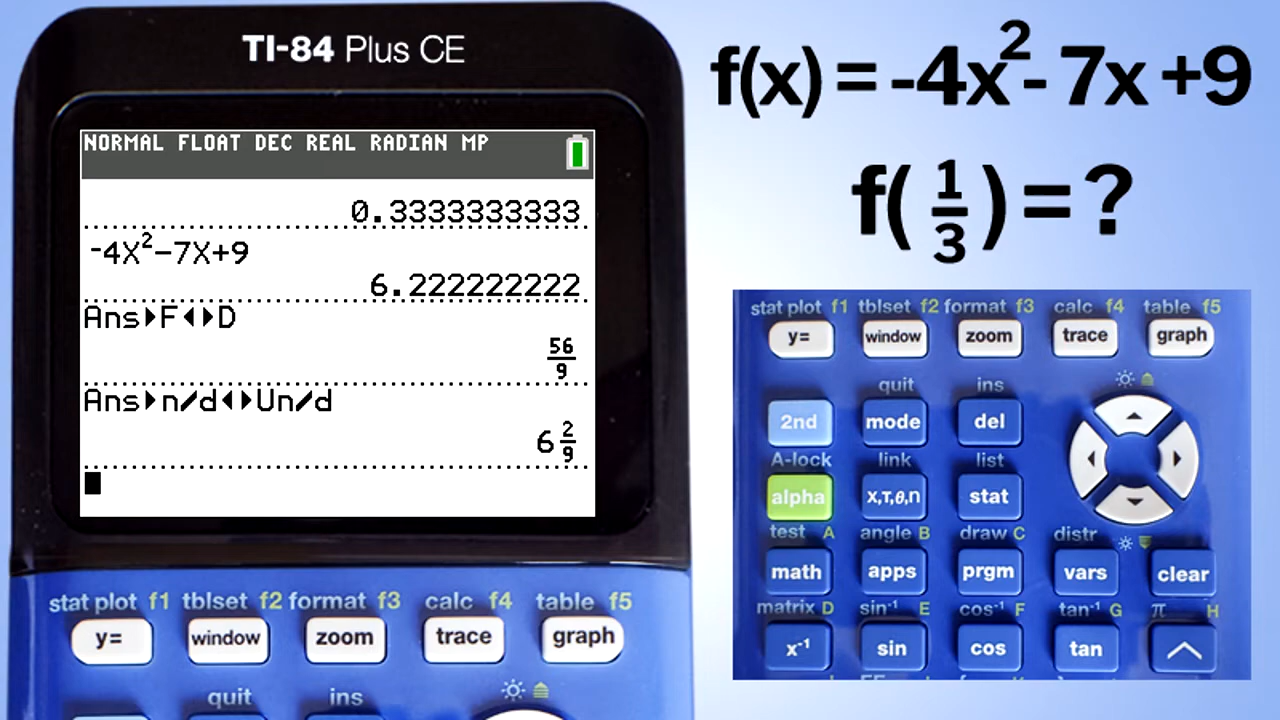 TI-84 Plus CE
NORMAL FLOAT DEC REAL RADIAN MP
0.3333333333
-4X²-7X+9
6.222222222
Ans▶F◀▶D
56/9
Ans▶n/d◀▶Un/d
6 2/9
stat plot f1 tblset f2 format f3 calc f4 table f5
y= window zoom trace graph
quit ins
f(x) = -4x²- 7x +9
f(1/3) = ?
stat plot f1 tblset f2 format f3 calc f4 table f5
y= window zoom trace graph
quit ins
2nd mode del
A-lock link list
alpha X,T,θ,n stat
test A angle B draw C distr
math apps prgm vars clear
matrix D sin⁻¹ E cos⁻¹ F tan⁻¹ G π H
x⁻¹ sin cos tan ^